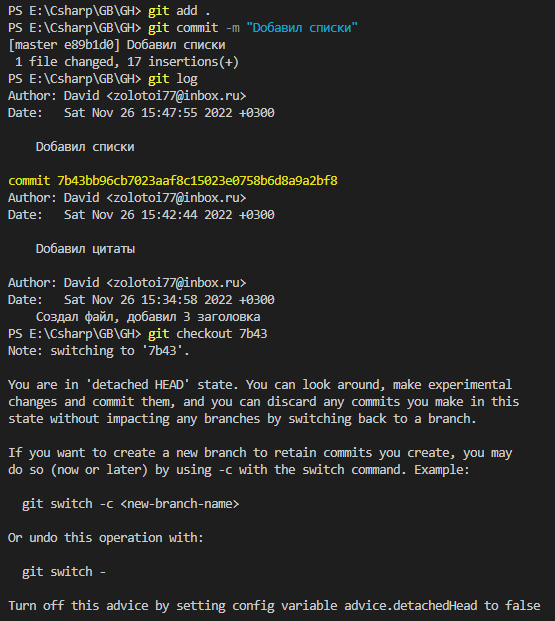 PS E:\Csharp\GB\GH> git add .
PS E:\Csharp\GB\GH> git commit -m "Добавил списки"
[master e89b1d0] Добавил списки
 1 file changed, 17 insertions(+)
PS E:\Csharp\GB\GH> git log
Author: David <zolotoi77@inbox.ru>
Date:   Sat Nov 26 15:47:55 2022 +0300

    Добавил списки

commit 7b43bb96cb7023aaf8c15023e0758b6d8a9a2bf8
Author: David <zolotoi77@inbox.ru>
Date:   Sat Nov 26 15:42:44 2022 +0300

    Добавил цитаты

Author: David <zolotoi77@inbox.ru>
Date:   Sat Nov 26 15:34:58 2022 +0300
    Создал файл, добавил 3 заголовка
PS E:\Csharp\GB\GH> git checkout 7b43
Note: switching to '7b43'.

You are in 'detached HEAD' state. You can look around, make experimental
changes and commit them, and you can discard any commits you make in this
state without impacting any branches by switching back to a branch.

If you want to create a new branch to retain commits you create, you may
do so (now or later) by using -c with the switch command. Example:

  git switch -c <new-branch-name>

Or undo this operation with:

  git switch -

Turn off this advice by setting config variable advice.detachedHead to false